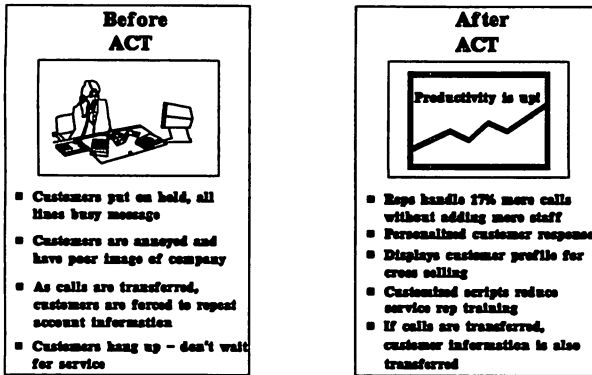 Before
ACT
■ Customers put on hold, all
lines busy message
■ Customers are annoyed and
have poor image of company
■ As calls are transferred,
customers are forced to repeat
account information
■ Customers hang up – don't wait
for service
After
ACT
Productivity is up!
■ Reps handle 17% more calls
without adding more staff
■ Personalized customer response
■ Displays customer profile for
cross selling
■ Customized scripts reduce
service rep training
■ If calls are transferred,
customer information is also
transferred